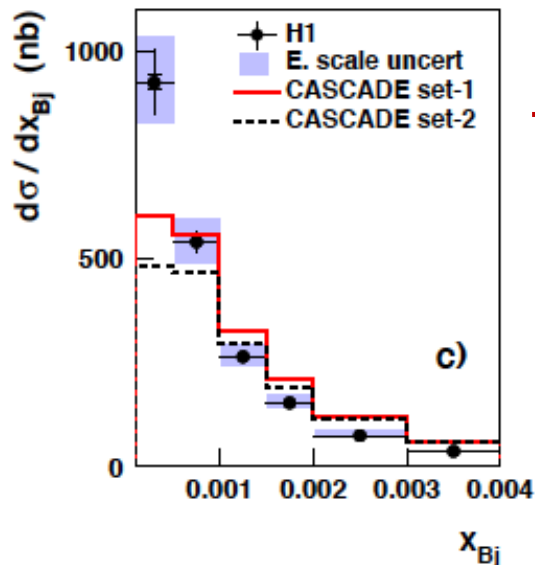 dσ / dx_Bj (nb)
1000
500
0
H1
E. scale uncert
CASCADE set-1
CASCADE set-2
c)
0.001 0.002 0.003 0.004
x_Bj